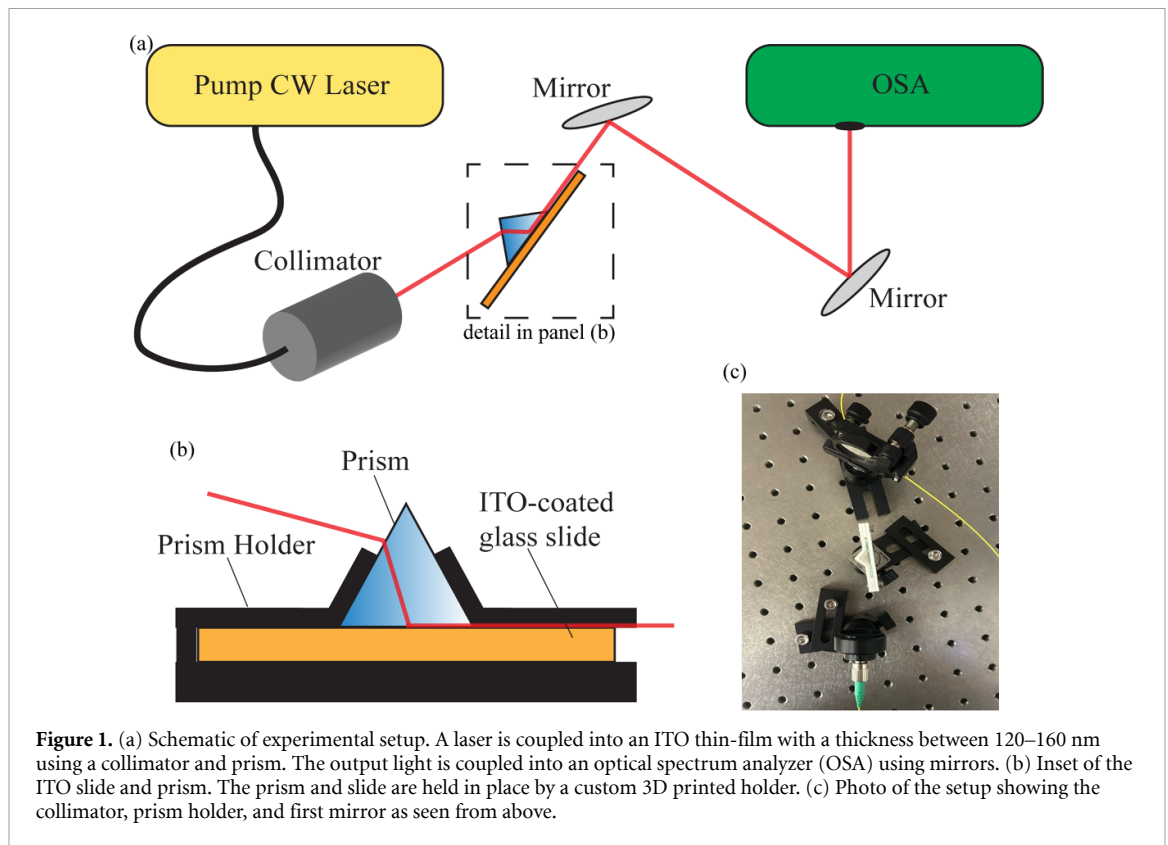 (a)
Pump CW Laser
Mirror
OSA
Collimator
detail in panel (b)
Mirror
(c)
(b)
Prism
ITO-coated
glass slide
Prism Holder
Figure 1. (a) Schematic of experimental setup. A laser is coupled into an ITO thin-film with a thickness between 120–160 nm
using a collimator and prism. The output light is coupled into an optical spectrum analyzer (OSA) using mirrors. (b) Inset of the
ITO slide and prism. The prism and slide are held in place by a custom 3D printed holder. (c) Photo of the setup showing the
collimator, prism holder, and first mirror as seen from above.